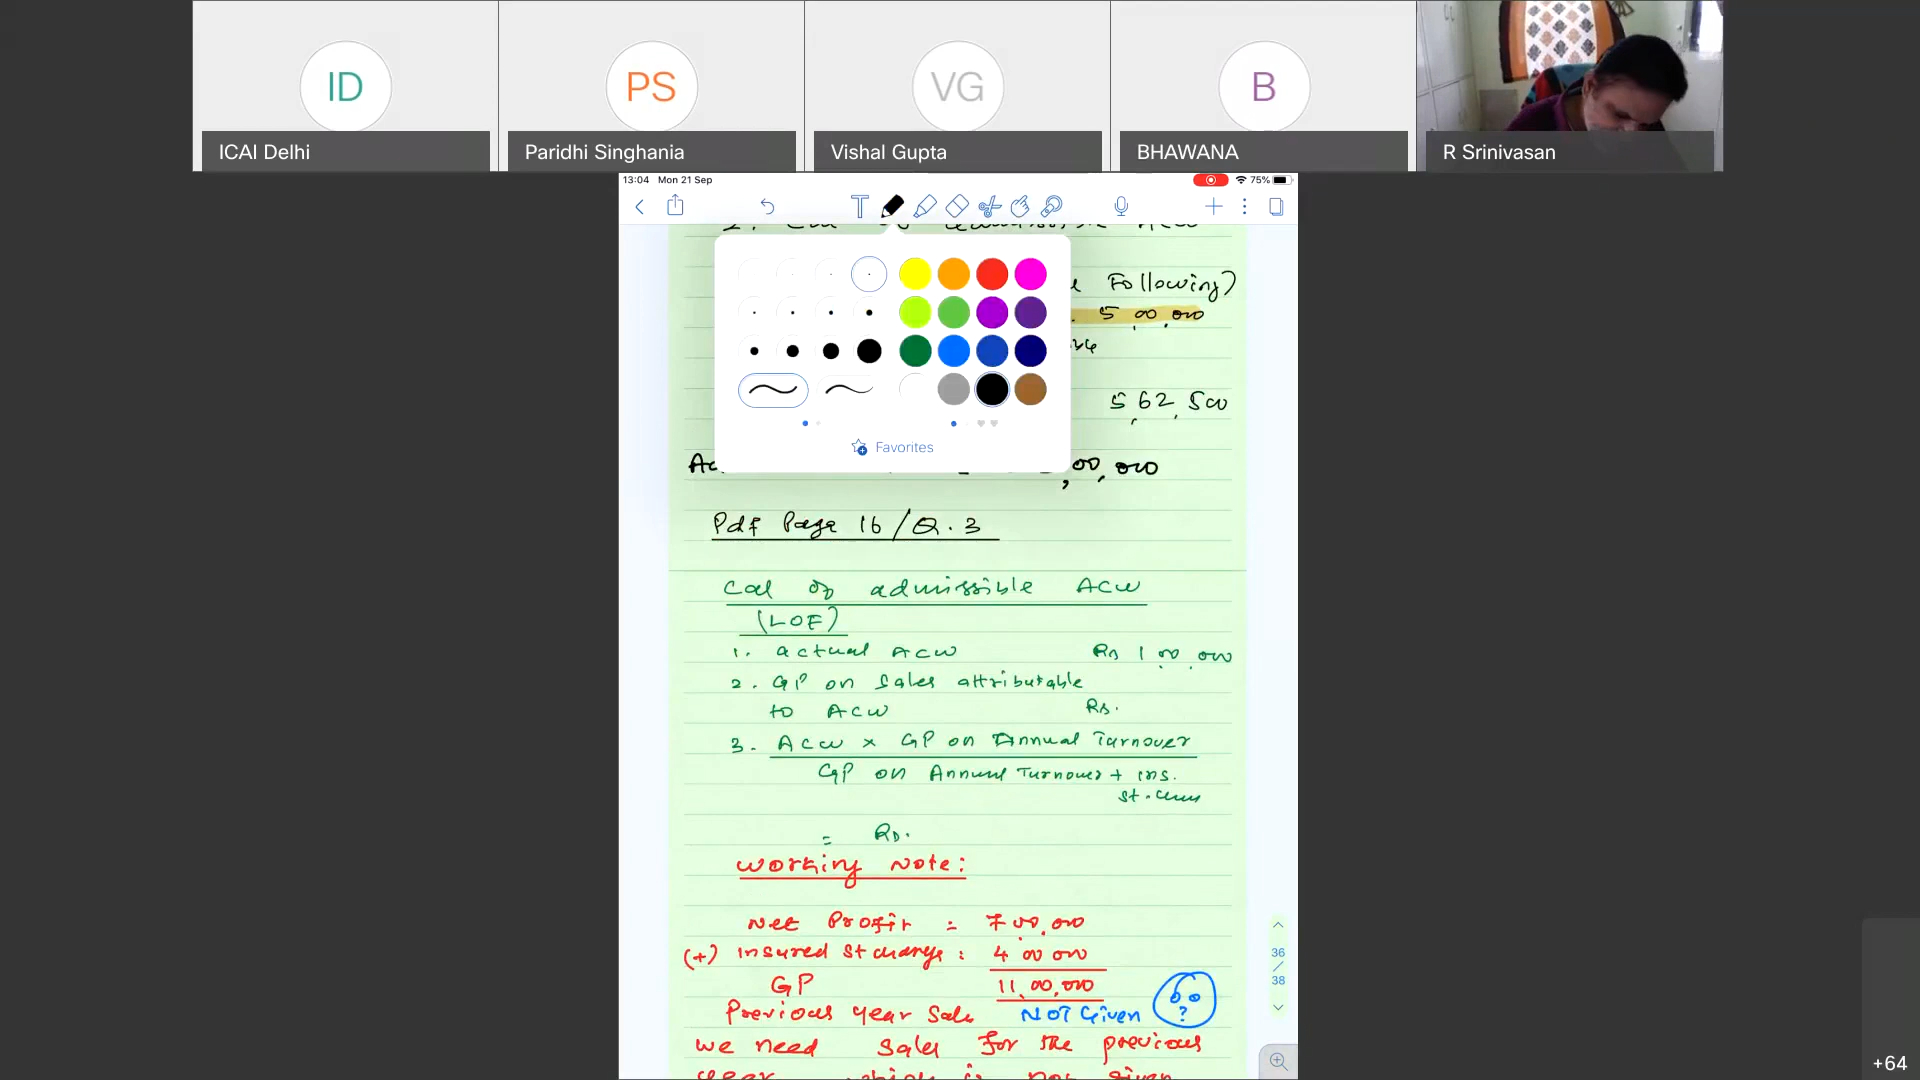 ID
PS
VG
B
ICAI Delhi
Paridhi Singhania
Vishal Gupta
BHAWANA
R Srinivasan
13:04 Mon 21 Sep
75%
T
Following)
5,00,000
5,62,500
00,000
Favorites
Pdf Page 16/Q.3
Cal of admissible ACW
(LOE)
1. actual ACW Rs 1,00,000
2. GP on Sales attributable
to ACW Rs.
3. ACW x GP on Annual Turnover
GP on Annual Turnover + ins.
= Rs.
Working Note:
Net Profit = 7,00,000
(+) insured St charge: 4,00,000
GP 11,00,000
Previous year Sales NOT Given
?
We need Sales for the previous
36
38
+64